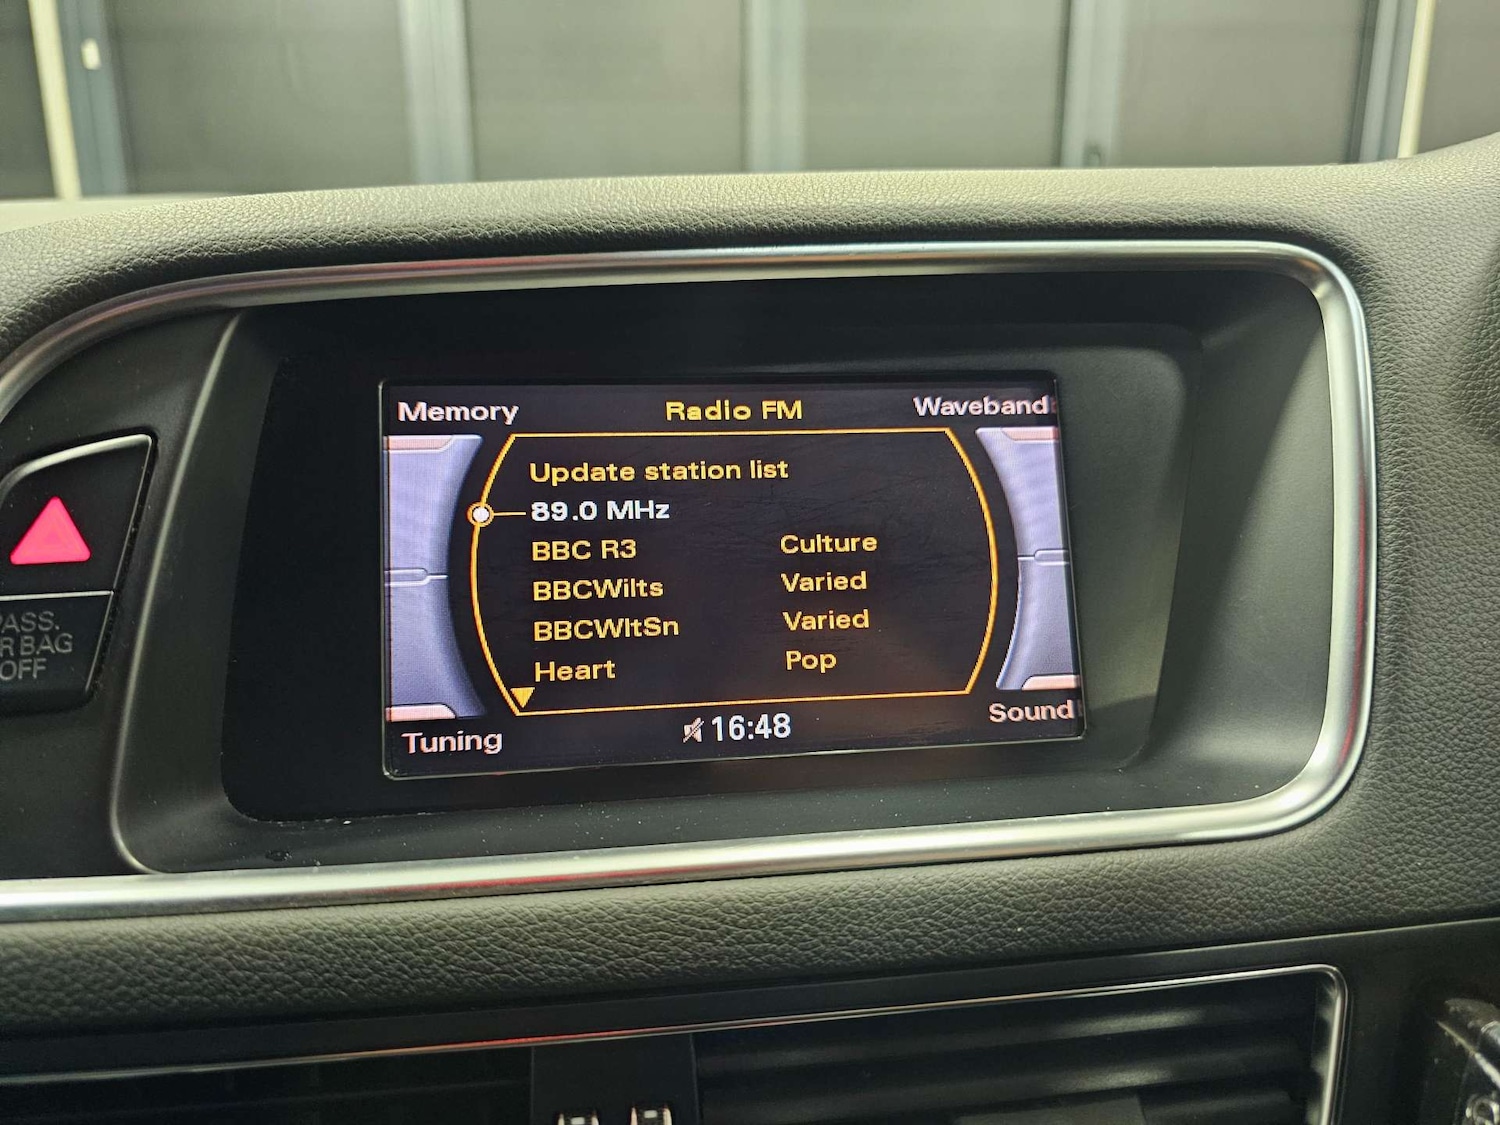 Memory Radio FM Waveband
Update station list
89.0 MHz
BBC R3 Culture
BBCWilts Varied
BBCWltSn Varied
Heart Pop
Tuning 16:48 Sound
PASS.
R BAG
OFF